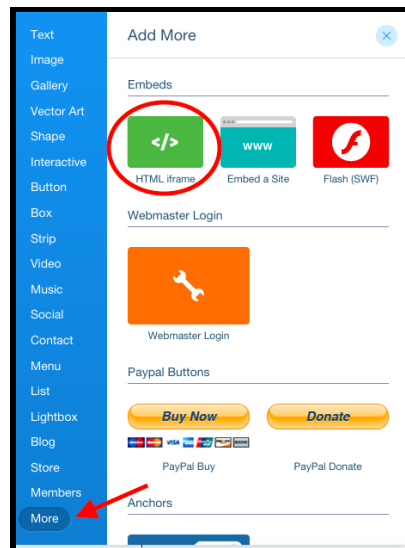 Text
Image
Gallery
Vector Art
Shape
Interactive
Button
Box
Strip
Video
Music
Social
Contact
Menu
List
Lightbox
Blog
Store
Members
More
Add More
Embeds
</>
www
HTML iframe
Embed a Site
Flash (SWF)
Webmaster Login
Webmaster Login
Paypal Buttons
Buy Now
Donate
VISA
PayPal Buy
PayPal Donate
Anchors